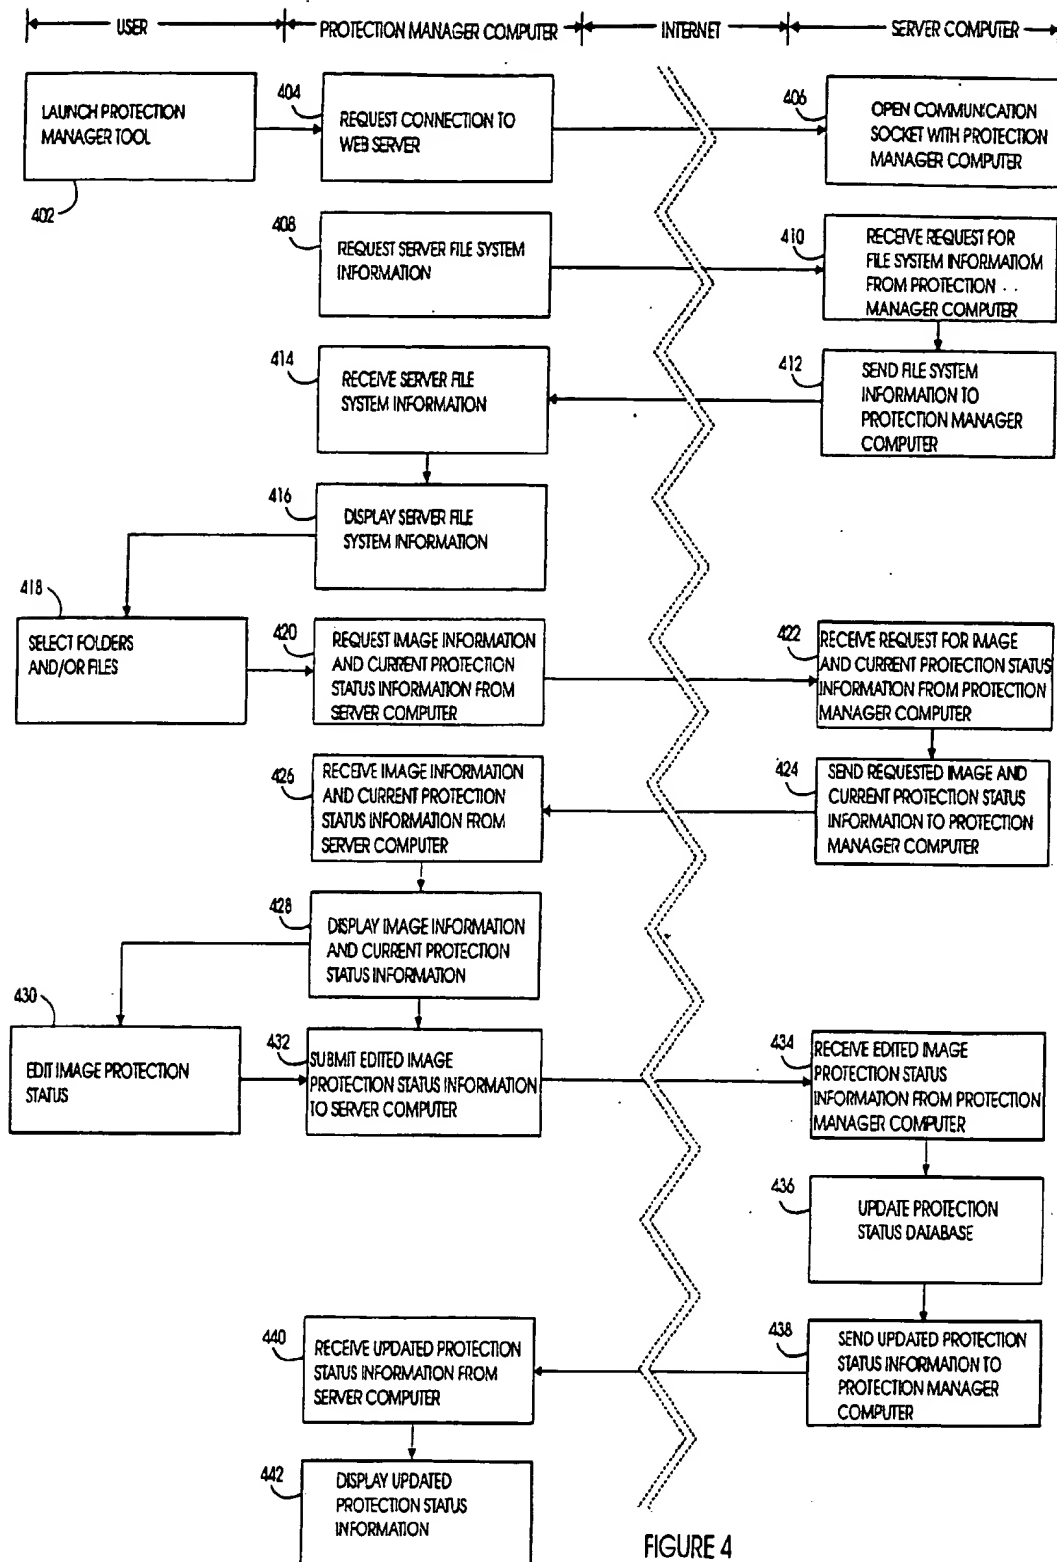 USER
PROTECTION MANAGER COMPUTER
INTERNET
SERVER COMPUTER
LAUNCH PROTECTION
MANAGER TOOL
402
404
REQUEST CONNECTION TO
WEB SERVER
406
OPEN COMMUNICATION
SOCKET WITH PROTECTION
MANAGER COMPUTER
408
REQUEST SERVER FILE SYSTEM
INFORMATION
410
RECEIVE REQUEST FOR
FILE SYSTEM INFORMATIOM
FROM PROTECTION
MANAGER COMPUTER
414
RECEIVE SERVER FILE
SYSTEM INFORMATION
412
SEND FILE SYSTEM
INFORMATION TO
PROTECTION MANAGER
COMPUTER
416
DISPLAY SERVER FILE
SYSTEM INFORMATION
418
SELECT FOLDERS
AND/OR FILES
420
REQUEST IMAGE INFORMATION
AND CURRENT PROTECTION
STATUS INFORMATION FROM
SERVER COMPUTER
422
RECEIVE REQUEST FOR IMAGE
AND CURRENT PROTECTION STATUS
INFORMATION FROM PROTECTION
MANAGER COMPUTER
426
RECEIVE IMAGE INFORMATION
AND CURRENT PROTECTION
STATUS INFORMATION FROM
SERVER COMPUTER
424
SEND REQUESTED IMAGE AND
CURRENT PROTECTION STATUS
INFORMATION TO PROTECTION
MANAGER COMPUTER
428
DISPLAY IMAGE INFORMATION
AND CURRENT PROTECTION
STATUS INFORMATION
430
EDIT IMAGE PROTECTION
STATUS
432
SUBMIT EDITED IMAGE
PROTECTION STATUS INFORMATION
TO SERVER COMPUTER
434
RECEIVE EDITED IMAGE
PROTECTION STATUS
INFORMATION FROM PROTECTION
MANAGER COMPUTER
436
UPDATE PROTECTION
STATUS DATABASE
440
RECEIVE UPDATED PROTECTION
STATUS INFORMATION FROM
SERVER COMPUTER
438
SEND UPDATED PROTECTION
STATUS INFORMATION TO
PROTECTION MANAGER
COMPUTER
442
DISPLAY UPDATED
PROTECTION STATUS
INFORMATION
FIGURE 4